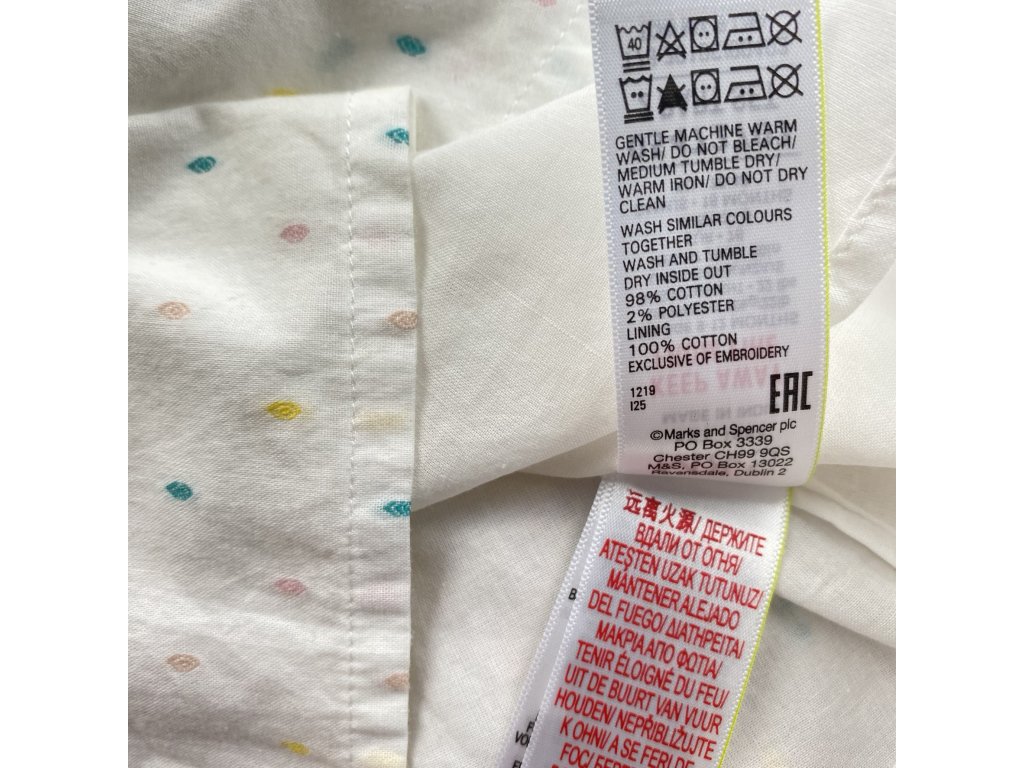 40
GENTLE MACHINE WARM
WASH/ DO NOT BLEACH/
MEDIUM TUMBLE DRY/
WARM IRON/ DO NOT DRY
CLEAN
WASH SIMILAR COLOURS
TOGETHER
WASH AND TUMBLE
DRY INSIDE OUT
98% COTTON
2% POLYESTER
LINING
100% COTTON
EXCLUSIVE OF EMBROIDERY
1219
I25
EAC
©Marks and Spencer plc
PO Box 3339
Chester CH99 9QS
M&S, PO Box 13022
Ravensdale, Dublin 2
远离火源/ ДЕРЖИТЕ
ВДАЛИ ОТ ОГНЯ/
ATEŞTEN UZAK TUTUNUZ/
MANTENER ALEJADO
DEL FUEGO/ ΔΙΑΤΗΡΕΙΤΑΙ
ΜΑΚΡΙΑ ΑΠΟ ΦΩΤΙΑ/
TENIR ÉLOIGNÉ DU FEU/
UIT DE BUURT VAN VUUR
HOUDEN/ NEPŘIBLIŽUJTE
K OHNI/ A SE FERI DE
FOC/
B